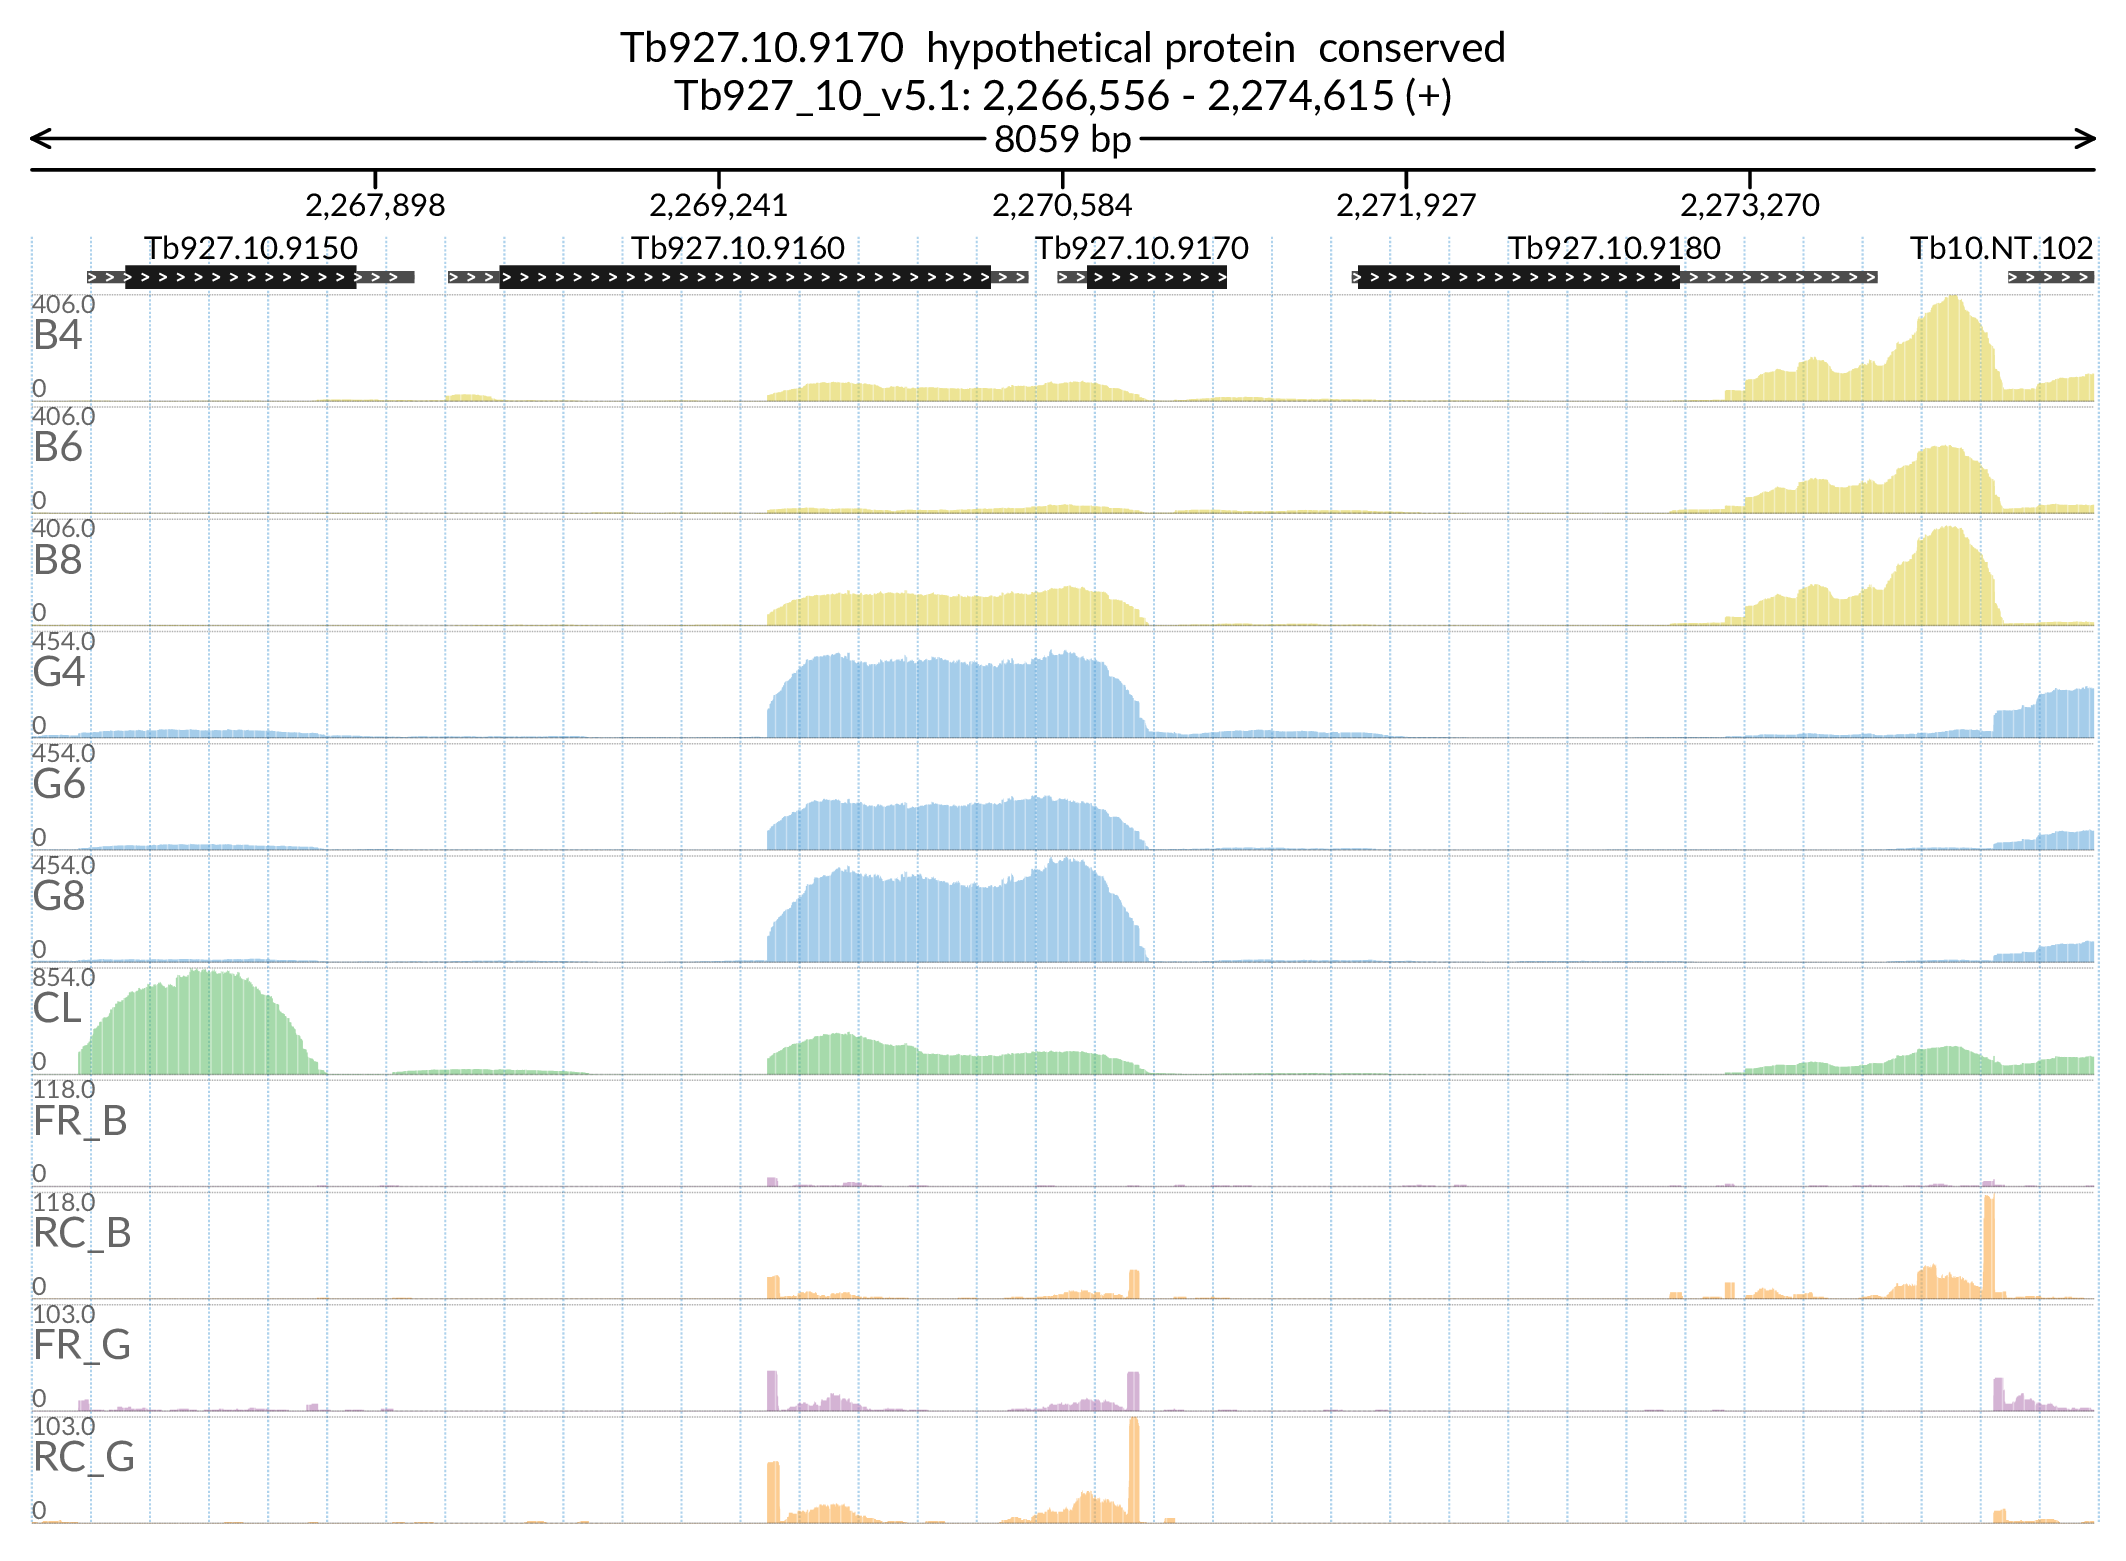 Tb927.10.9170  hypothetical protein  conserved
Tb927_10_v5.1: 2,266,556 - 2,274,615 (+)
8059 bp
2,267,898 2,269,241 2,270,584 2,271,927 2,273,270
Tb927.10.9150 Tb927.10.9160 Tb927.10.9170 Tb927.10.9180 Tb10.NT.102
406.0
B4
0
406.0
B6
0
406.0
B8
0
454.0
G4
0
454.0
G6
0
454.0
G8
0
854.0
CL
0
118.0
FR_B
0
118.0
RC_B
0
103.0
FR_G
0
103.0
RC_G
0